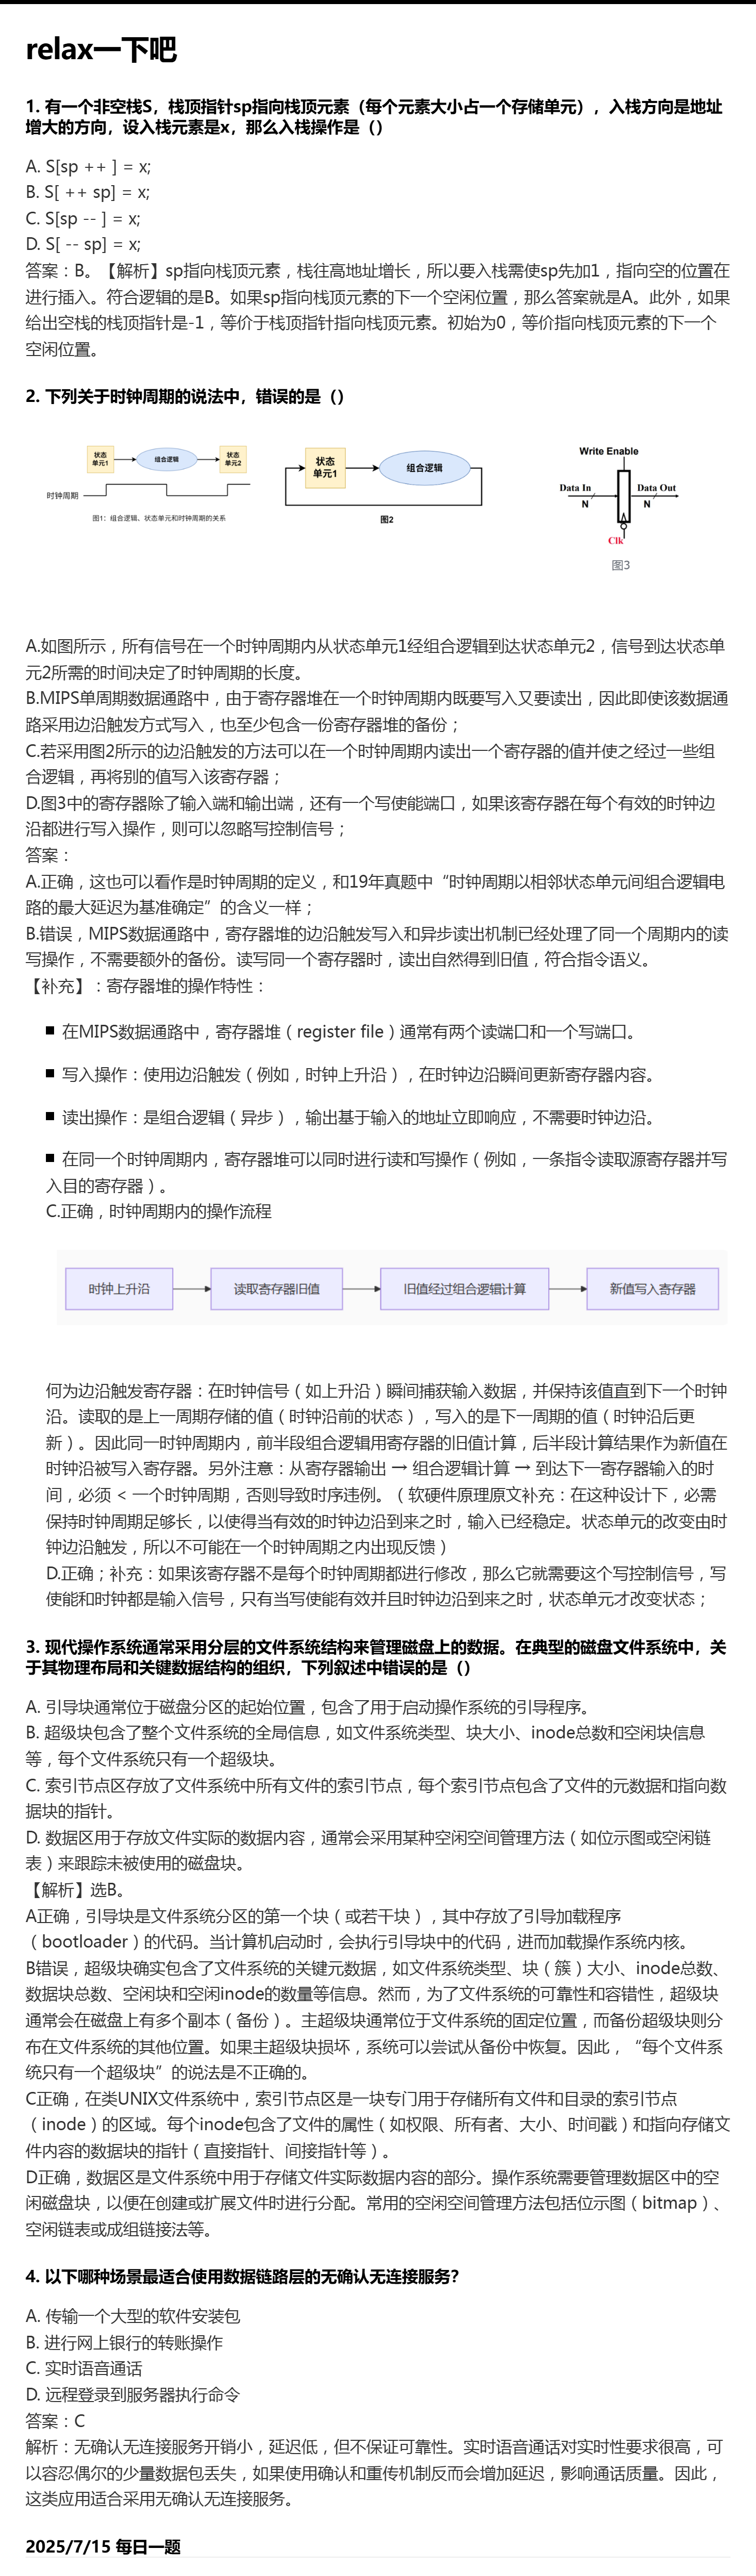 relax一下吧
1. 有一个非空栈S，栈顶指针sp指向栈顶元素（每个元素大小占一个存储单元），入栈方向是地址
增大的方向，设入栈元素是x，那么入栈操作是（）
A. S[sp ++ ] = x;
B. S[ ++ sp] = x;
C. S[sp -- ] = x;
D. S[ -- sp] = x;
答案：B。【解析】sp指向栈顶元素，栈往高地址增长，所以要入栈需使sp先加1，指向空的位置在
进行插入。符合逻辑的是B。如果sp指向栈顶元素的下一个空闲位置，那么答案就是A。此外，如果
给出空栈的栈顶指针是-1，等价于栈顶指针指向栈顶元素。初始为0，等价指向栈顶元素的下一个
空闲位置。
2. 下列关于时钟周期的说法中，错误的是（）
状态
单元1
组合逻辑
状态
单元2
时钟周期
图1：组合逻辑、状态单元和时钟周期的关系
状态
单元1
组合逻辑
图2
Write Enable
Data In
N
Data Out
N
Clk
图3
A.如图所示，所有信号在一个时钟周期内从状态单元1经组合逻辑到达状态单元2，信号到达状态单
元2所需的时间决定了时钟周期的长度。
B.MIPS单周期数据通路中，由于寄存器堆在一个时钟周期内既要写入又要读出，因此即使该数据通
路采用边沿触发方式写入，也至少包含一份寄存器堆的备份；
C.若采用图2所示的边沿触发的方法可以在一个时钟周期内读出一个寄存器的值并使之经过一些组
合逻辑，再将别的值写入该寄存器；
D.图3中的寄存器除了输入端和输出端，还有一个写使能端口，如果该寄存器在每个有效的时钟边
沿都进行写入操作，则可以忽略写控制信号；
答案：
A.正确，这也可以看作是时钟周期的定义，和19年真题中“时钟周期以相邻状态单元间组合逻辑电
路的最大延迟为基准确定”的含义一样；
B.错误，MIPS数据通路中，寄存器堆的边沿触发写入和异步读出机制已经处理了同一个周期内的读
写操作，不需要额外的备份。读写同一个寄存器时，读出自然得到旧值，符合指令语义。
【补充】：寄存器堆的操作特性：
■ 在MIPS数据通路中，寄存器堆（register file）通常有两个读端口和一个写端口。
■ 写入操作：使用边沿触发（例如，时钟上升沿），在时钟边沿瞬间更新寄存器内容。
■ 读出操作：是组合逻辑（异步），输出基于输入的地址立即响应，不需要时钟边沿。
■ 在同一个时钟周期内，寄存器堆可以同时进行读和写操作（例如，一条指令读取源寄存器并写
入目的寄存器）。
C.正确，时钟周期内的操作流程
时钟上升沿
读取寄存器旧值
旧值经过组合逻辑计算
新值写入寄存器
何为边沿触发寄存器：在时钟信号（如上升沿）瞬间捕获输入数据，并保持该值直到下一个时钟
沿。读取的是上一周期存储的值（时钟沿前的状态），写入的是下一周期的值（时钟沿后更
新）。因此同一时钟周期内，前半段组合逻辑用寄存器的旧值计算，后半段计算结果作为新值在
时钟沿被写入寄存器。另外注意：从寄存器输出 → 组合逻辑计算 → 到达下一寄存器输入的时
间，必须 < 一个时钟周期，否则导致时序违例。（软硬件原理原文补充：在这种设计下，必需
保持时钟周期足够长，以使得当有效的时钟边沿到来之时，输入已经稳定。状态单元的改变由时
钟边沿触发，所以不可能在一个时钟周期之内出现反馈）
D.正确；补充：如果该寄存器不是每个时钟周期都进行修改，那么它就需要这个写控制信号，写
使能和时钟都是输入信号，只有当写使能有效并且时钟边沿到来之时，状态单元才改变状态；
3. 现代操作系统通常采用分层的文件系统结构来管理磁盘上的数据。在典型的磁盘文件系统中，关
于其物理布局和关键数据结构的组织，下列叙述中错误的是（）
A. 引导块通常位于磁盘分区的起始位置，包含了用于启动操作系统的引导程序。
B. 超级块包含了整个文件系统的全局信息，如文件系统类型、块大小、inode总数和空闲块信息
等，每个文件系统只有一个超级块。
C. 索引节点区存放了文件系统中所有文件的索引节点，每个索引节点包含了文件的元数据和指向数
据块的指针。
D. 数据区用于存放文件实际的数据内容，通常会采用某种空闲空间管理方法（如位示图或空闲链
表）来跟踪未被使用的磁盘块。
【解析】选B。
A正确，引导块是文件系统分区的第一个块（或若干块），其中存放了引导加载程序
（bootloader）的代码。当计算机启动时，会执行引导块中的代码，进而加载操作系统内核。
B错误，超级块确实包含了文件系统的关键元数据，如文件系统类型、块（簇）大小、inode总数、
数据块总数、空闲块和空闲inode的数量等信息。然而，为了文件系统的可靠性和容错性，超级块
通常会在磁盘上有多个副本（备份）。主超级块通常位于文件系统的固定位置，而备份超级块则分
布在文件系统的其他位置。如果主超级块损坏，系统可以尝试从备份中恢复。因此，“每个文件系
统只有一个超级块”的说法是不正确的。
C正确，在类UNIX文件系统中，索引节点区是一块专门用于存储所有文件和目录的索引节点
（inode）的区域。每个inode包含了文件的属性（如权限、所有者、大小、时间戳）和指向存储文
件内容的数据块的指针（直接指针、间接指针等）。
D正确，数据区是文件系统中用于存储文件实际数据内容的部分。操作系统需要管理数据区中的空
闲磁盘块，以便在创建或扩展文件时进行分配。常用的空闲空间管理方法包括位示图（bitmap）、
空闲链表或成组链接法等。
4. 以下哪种场景最适合使用数据链路层的无确认无连接服务？
A. 传输一个大型的软件安装包
B. 进行网上银行的转账操作
C. 实时语音通话
D. 远程登录到服务器执行命令
答案：C
解析：无确认无连接服务开销小，延迟低，但不保证可靠性。实时语音通话对实时性要求很高，可
以容忍偶尔的少量数据包丢失，如果使用确认和重传机制反而会增加延迟，影响通话质量。因此，
这类应用适合采用无确认无连接服务。
2025/7/15 每日一题